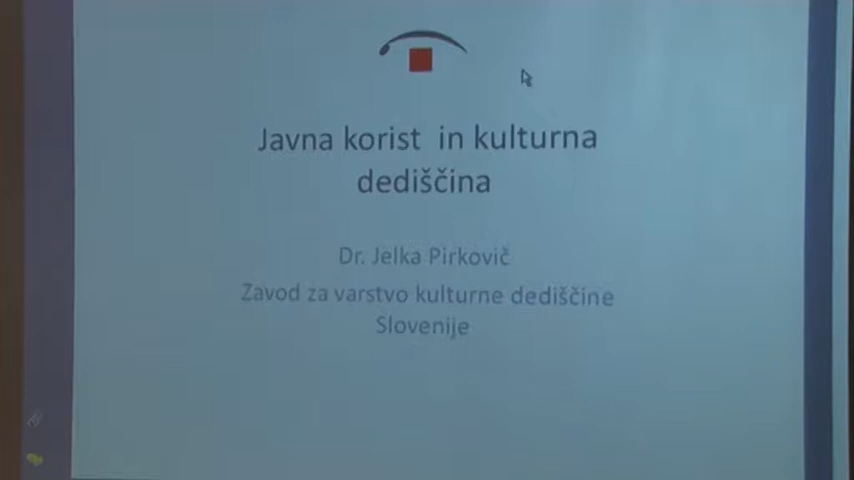 Javna korist in kulturna
dediščina
Dr. Jelka Pirkovič
Zavod za varstvo kulturne dediščine
Slovenije